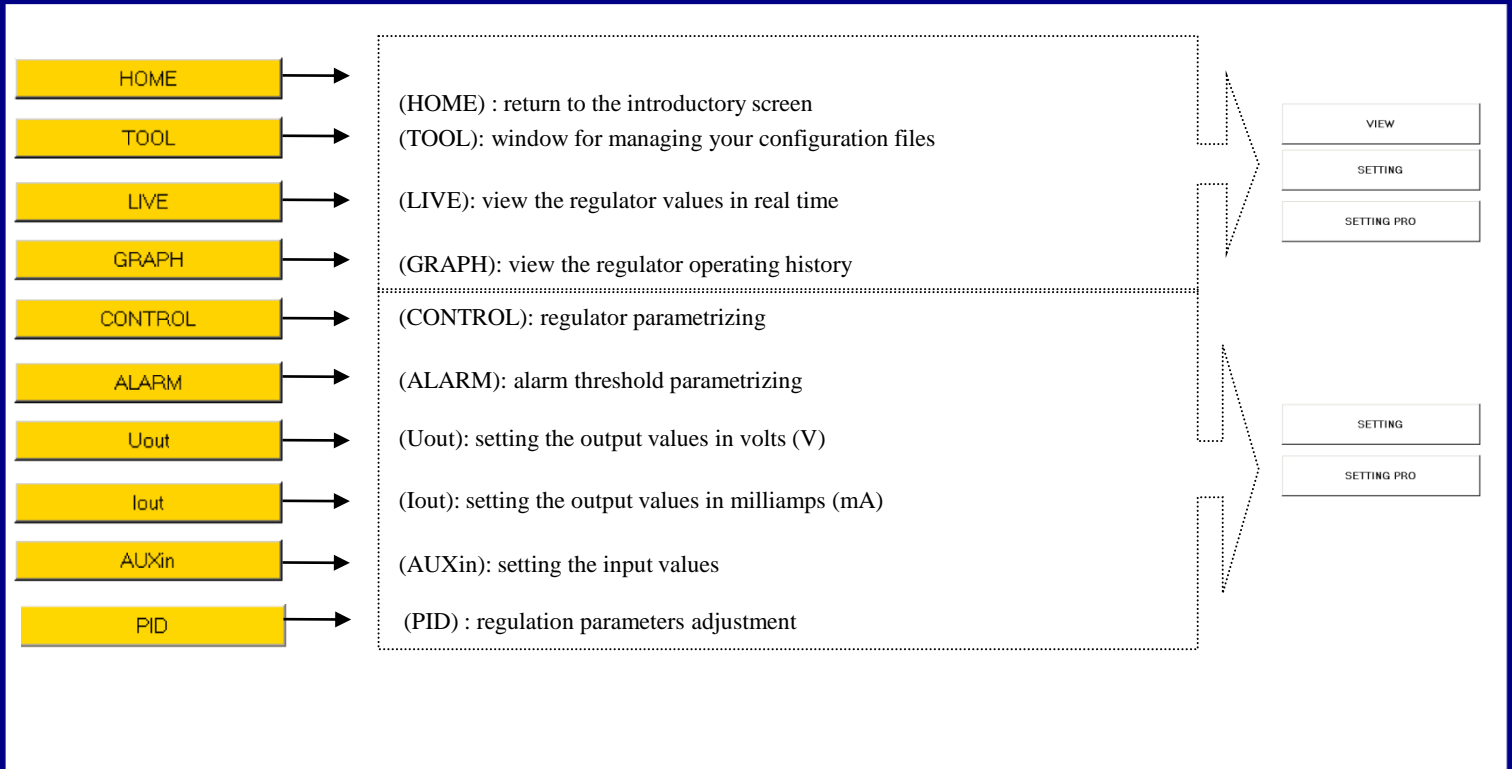 HOME
(HOME) : return to the introductory screen
TOOL
(TOOL): window for managing your configuration files
LIVE
(LIVE): view the regulator values in real time
GRAPH
(GRAPH): view the regulator operating history
VIEW
SETTING
SETTING PRO
CONTROL
(CONTROL): regulator parametrizing
ALARM
(ALARM): alarm threshold parametrizing
Uout
(Uout): setting the output values in volts (V)
Iout
(Iout): setting the output values in milliamps (mA)
AUXin
(AUXin): setting the input values
PID
(PID) : regulation parameters adjustment
SETTING
SETTING PRO